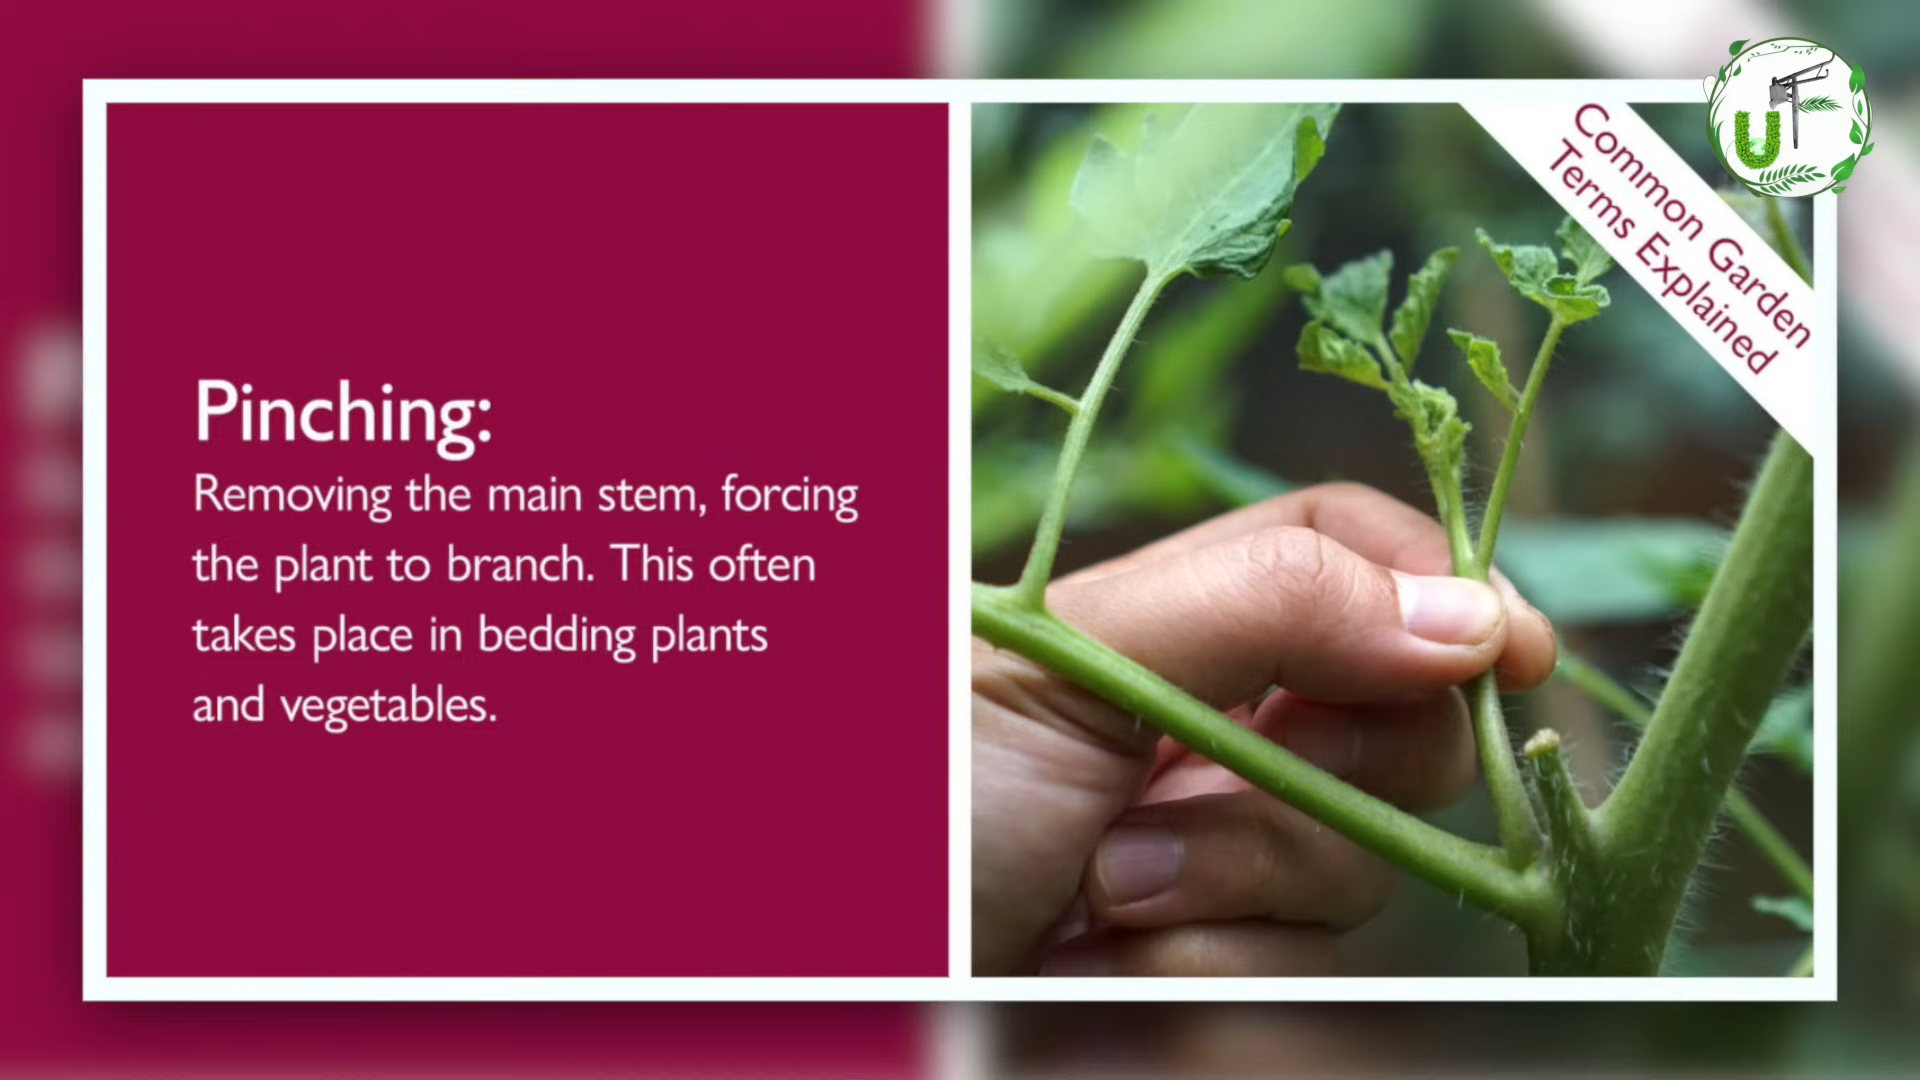 Pinching:
Removing the main stem, forcing
the plant to branch. This often
takes place in bedding plants
and vegetables.
Common Garden
Terms Explained
UF